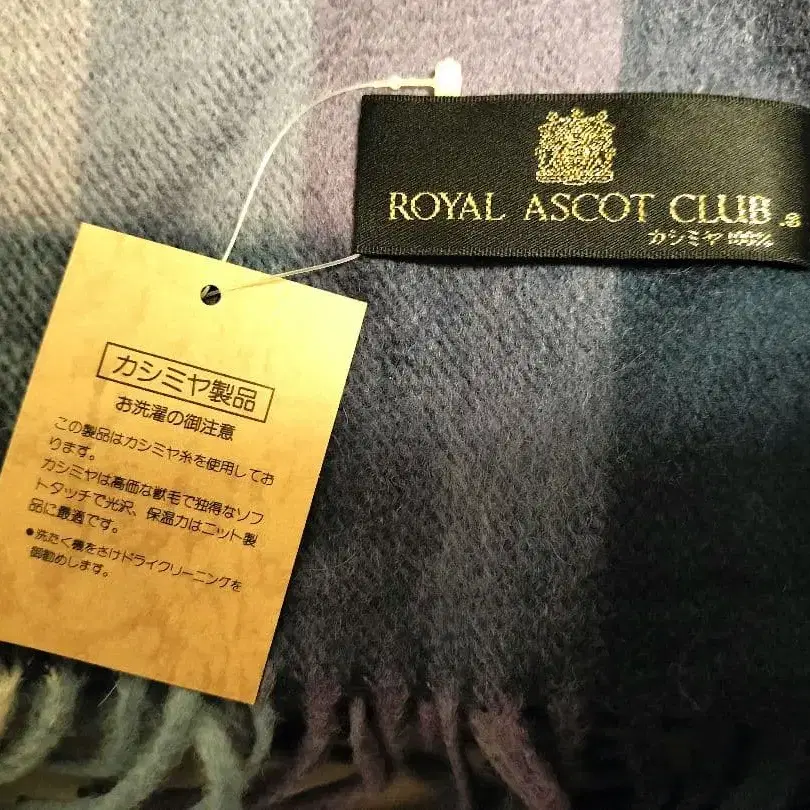 ROYAL ASCOT CLUB
カシミヤ 100%
カシミヤ製品
お洗濯の御注意
この製品はカシミヤ糸を使用してお
ります。
カシミヤは高価な獣毛で独得なソフ
トタッチで光沢、保温力はニット製
品に最適です。
●洗たく機をさけドライクリーニングを
御勧めします。